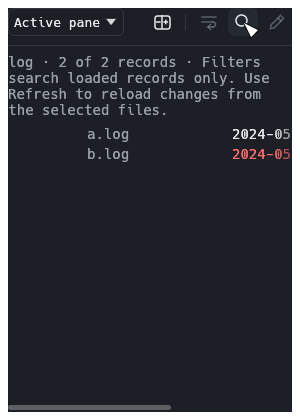 Active pane
log · 2 of 2 records · Filters
search loaded records only. Use
Refresh to reload changes from
the selected files.
a.log 2024-05
b.log 2024-05